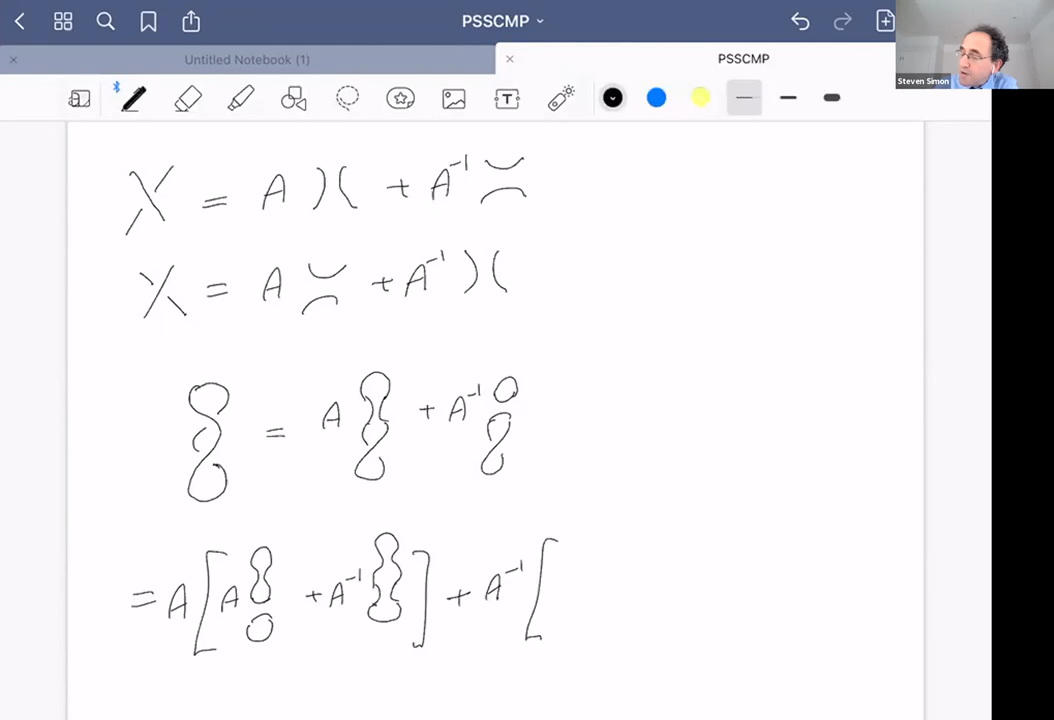 PSSCMP
Untitled Notebook (1)
PSSCMP
Steven Simon
T
= A )( + A⁻¹
= A + A⁻¹ )(
= A + A⁻¹
= A [ A + A⁻¹ ] + A⁻¹ [